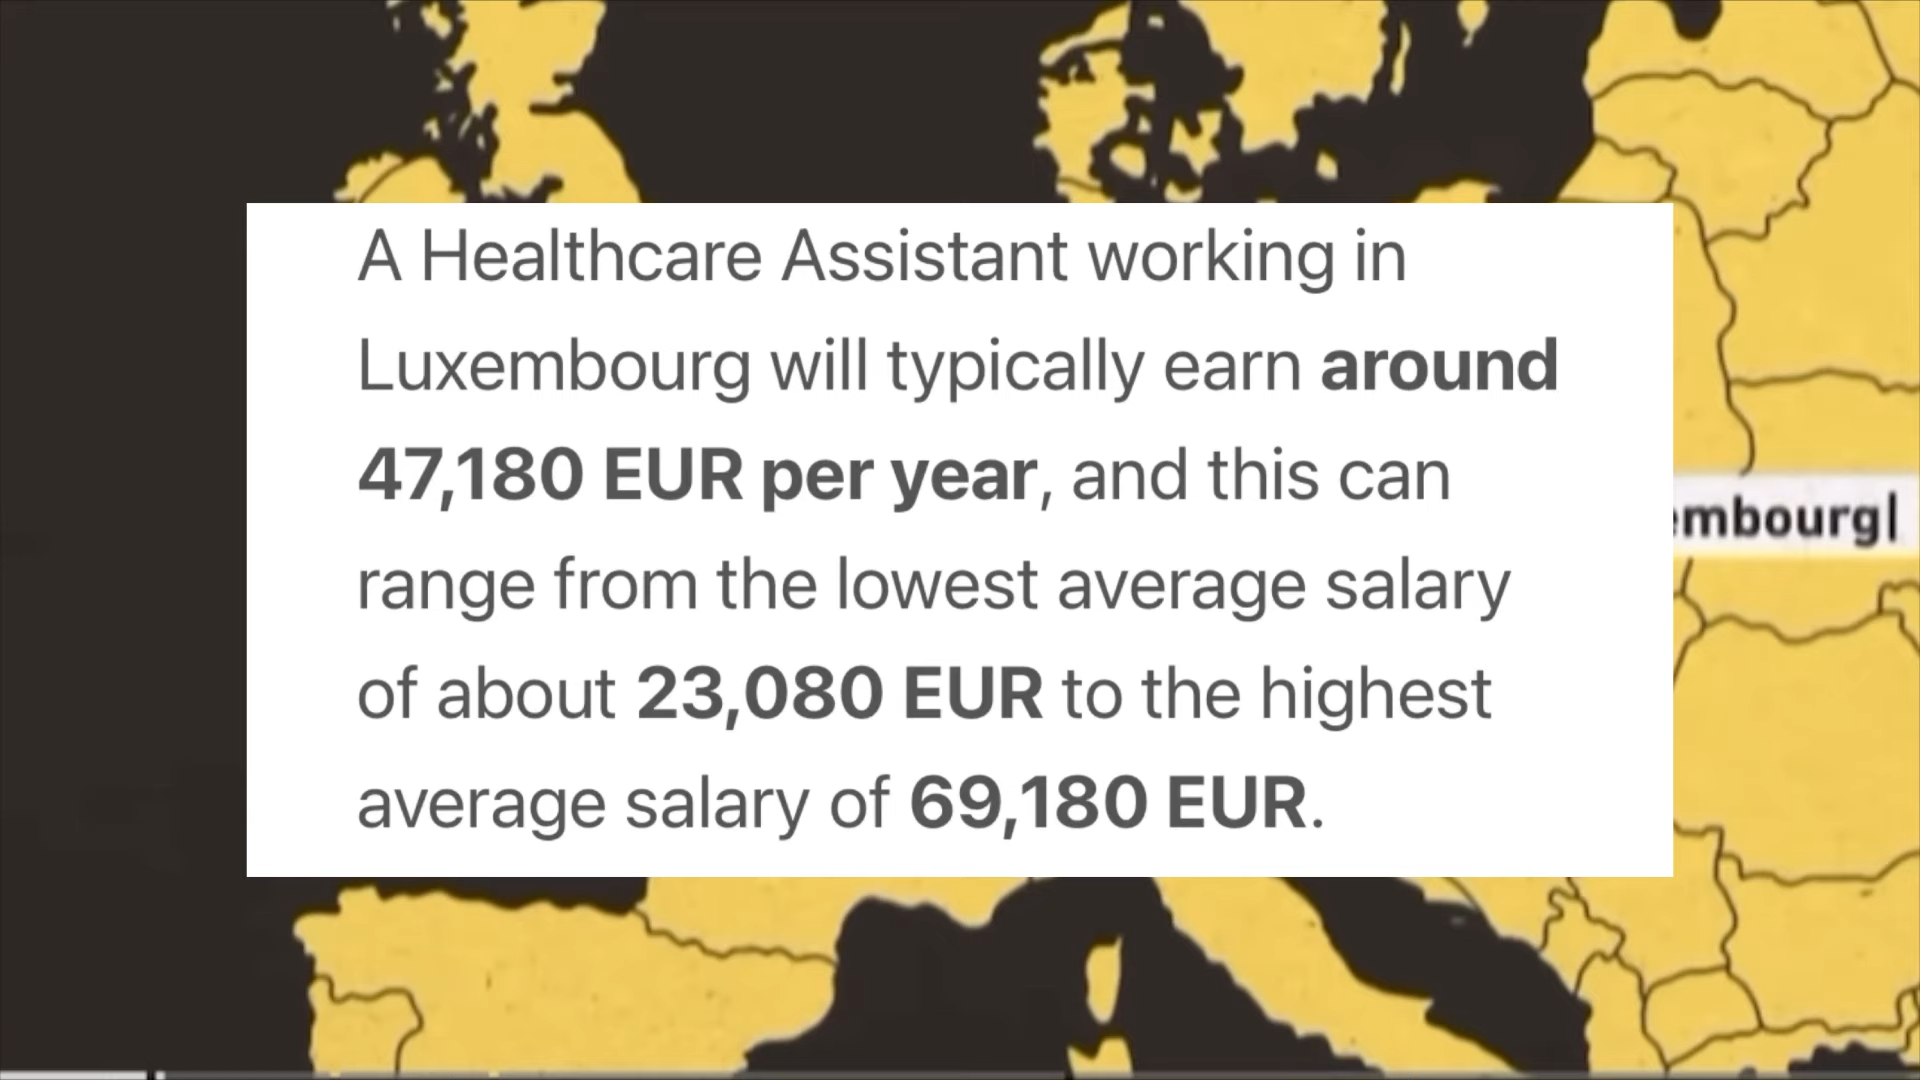 A Healthcare Assistant working in
Luxembourg will typically earn around
47,180 EUR per year, and this can
range from the lowest average salary
of about 23,080 EUR to the highest
average salary of 69,180 EUR.
embourg|